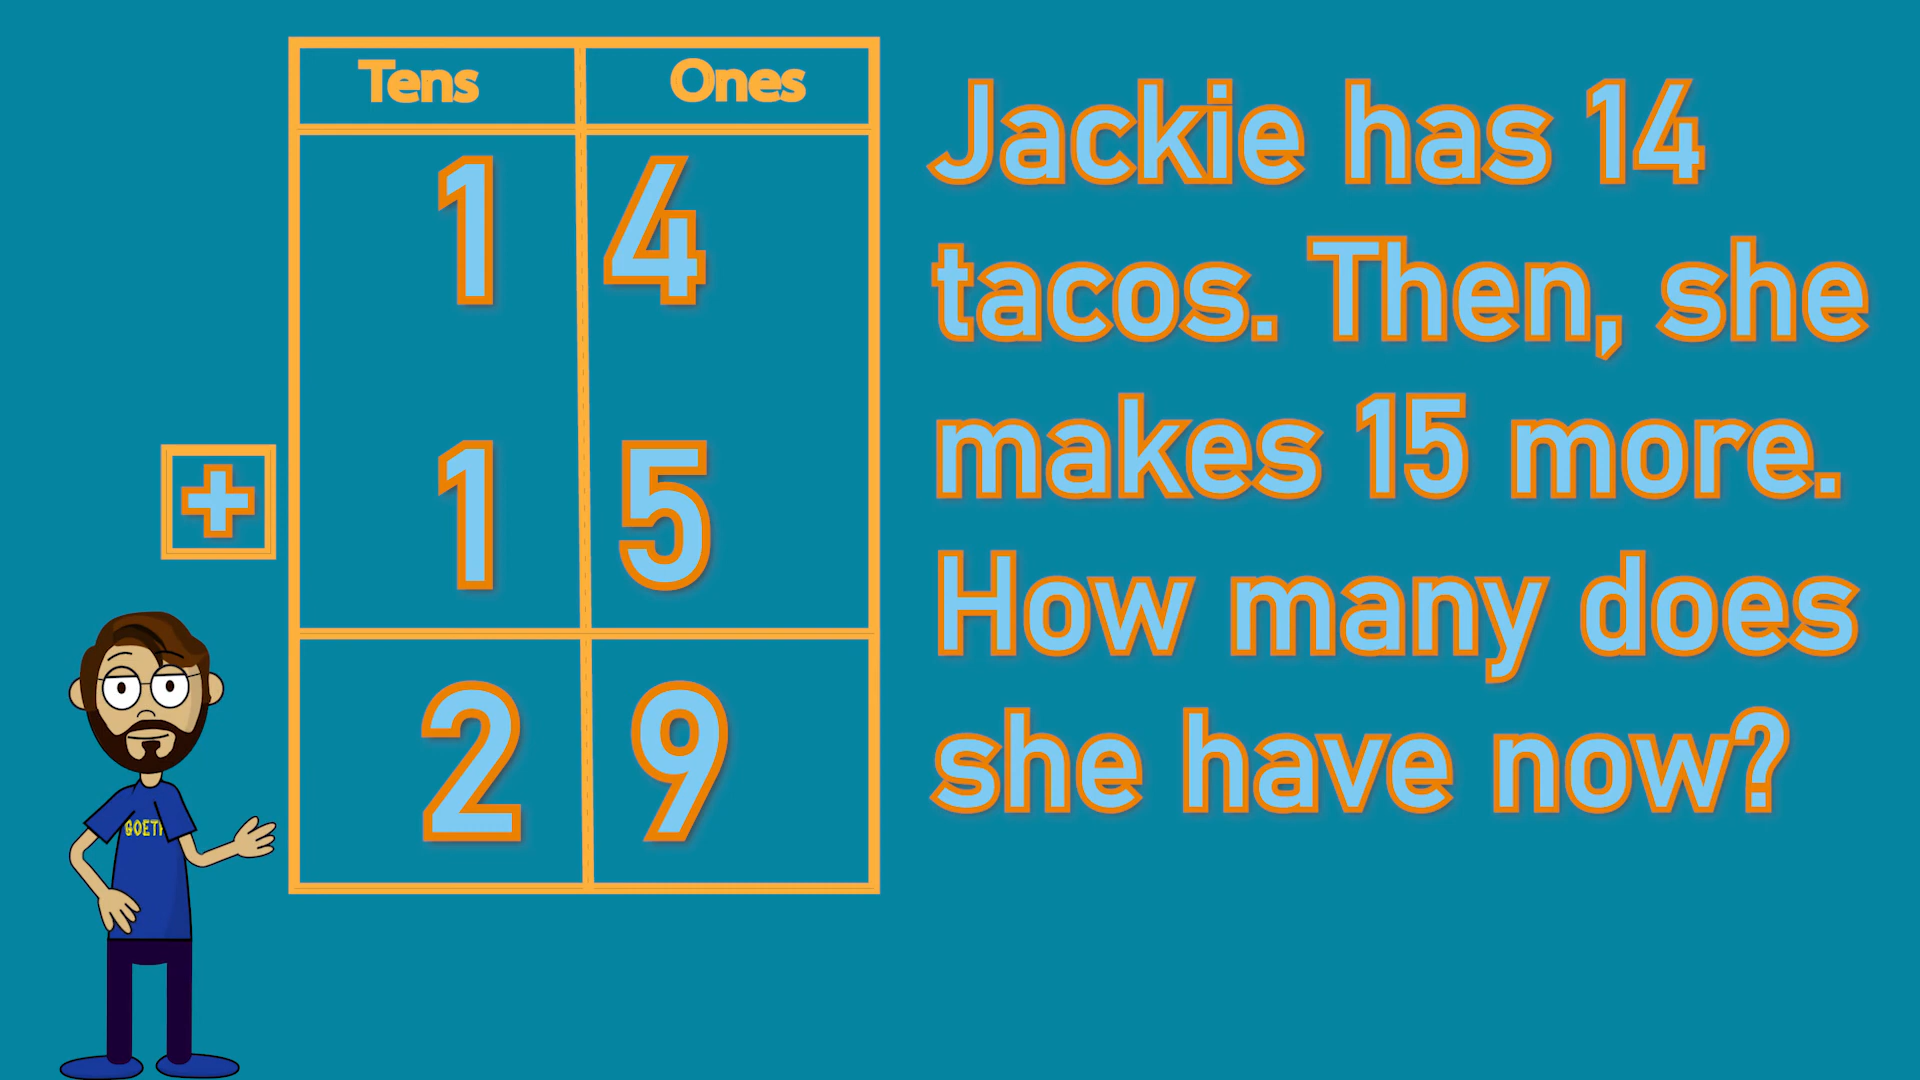 Tens Ones
1 4
+ 1 5
2 9
Jackie has 14
tacos. Then, she
makes 15 more.
How many does
she have now?